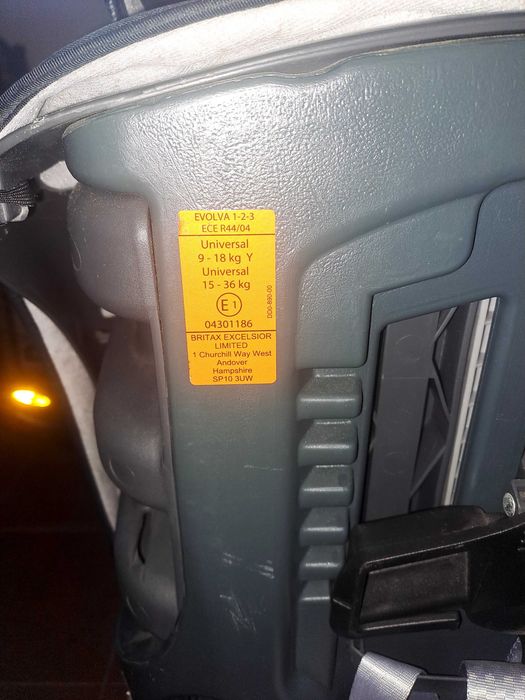 EVOLVA 1-2-3
ECE R44/04
Universal
9 - 18 kg Y
Universal
15 - 36 kg
E 1
04301186
DD0-890-00
BRITAX EXCELSIOR
LIMITED
1 Churchill Way West
Andover
Hampshire
SP10 3UW